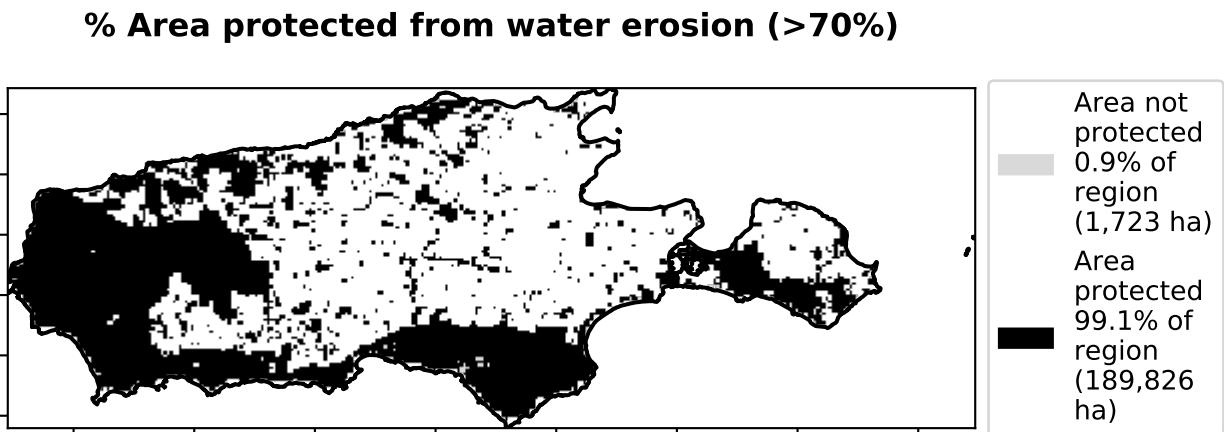 % Area protected from water erosion (>70%)
Area not
protected
0.9% of
region
(1,723 ha)
Area
protected
99.1% of
region
(189,826
ha)